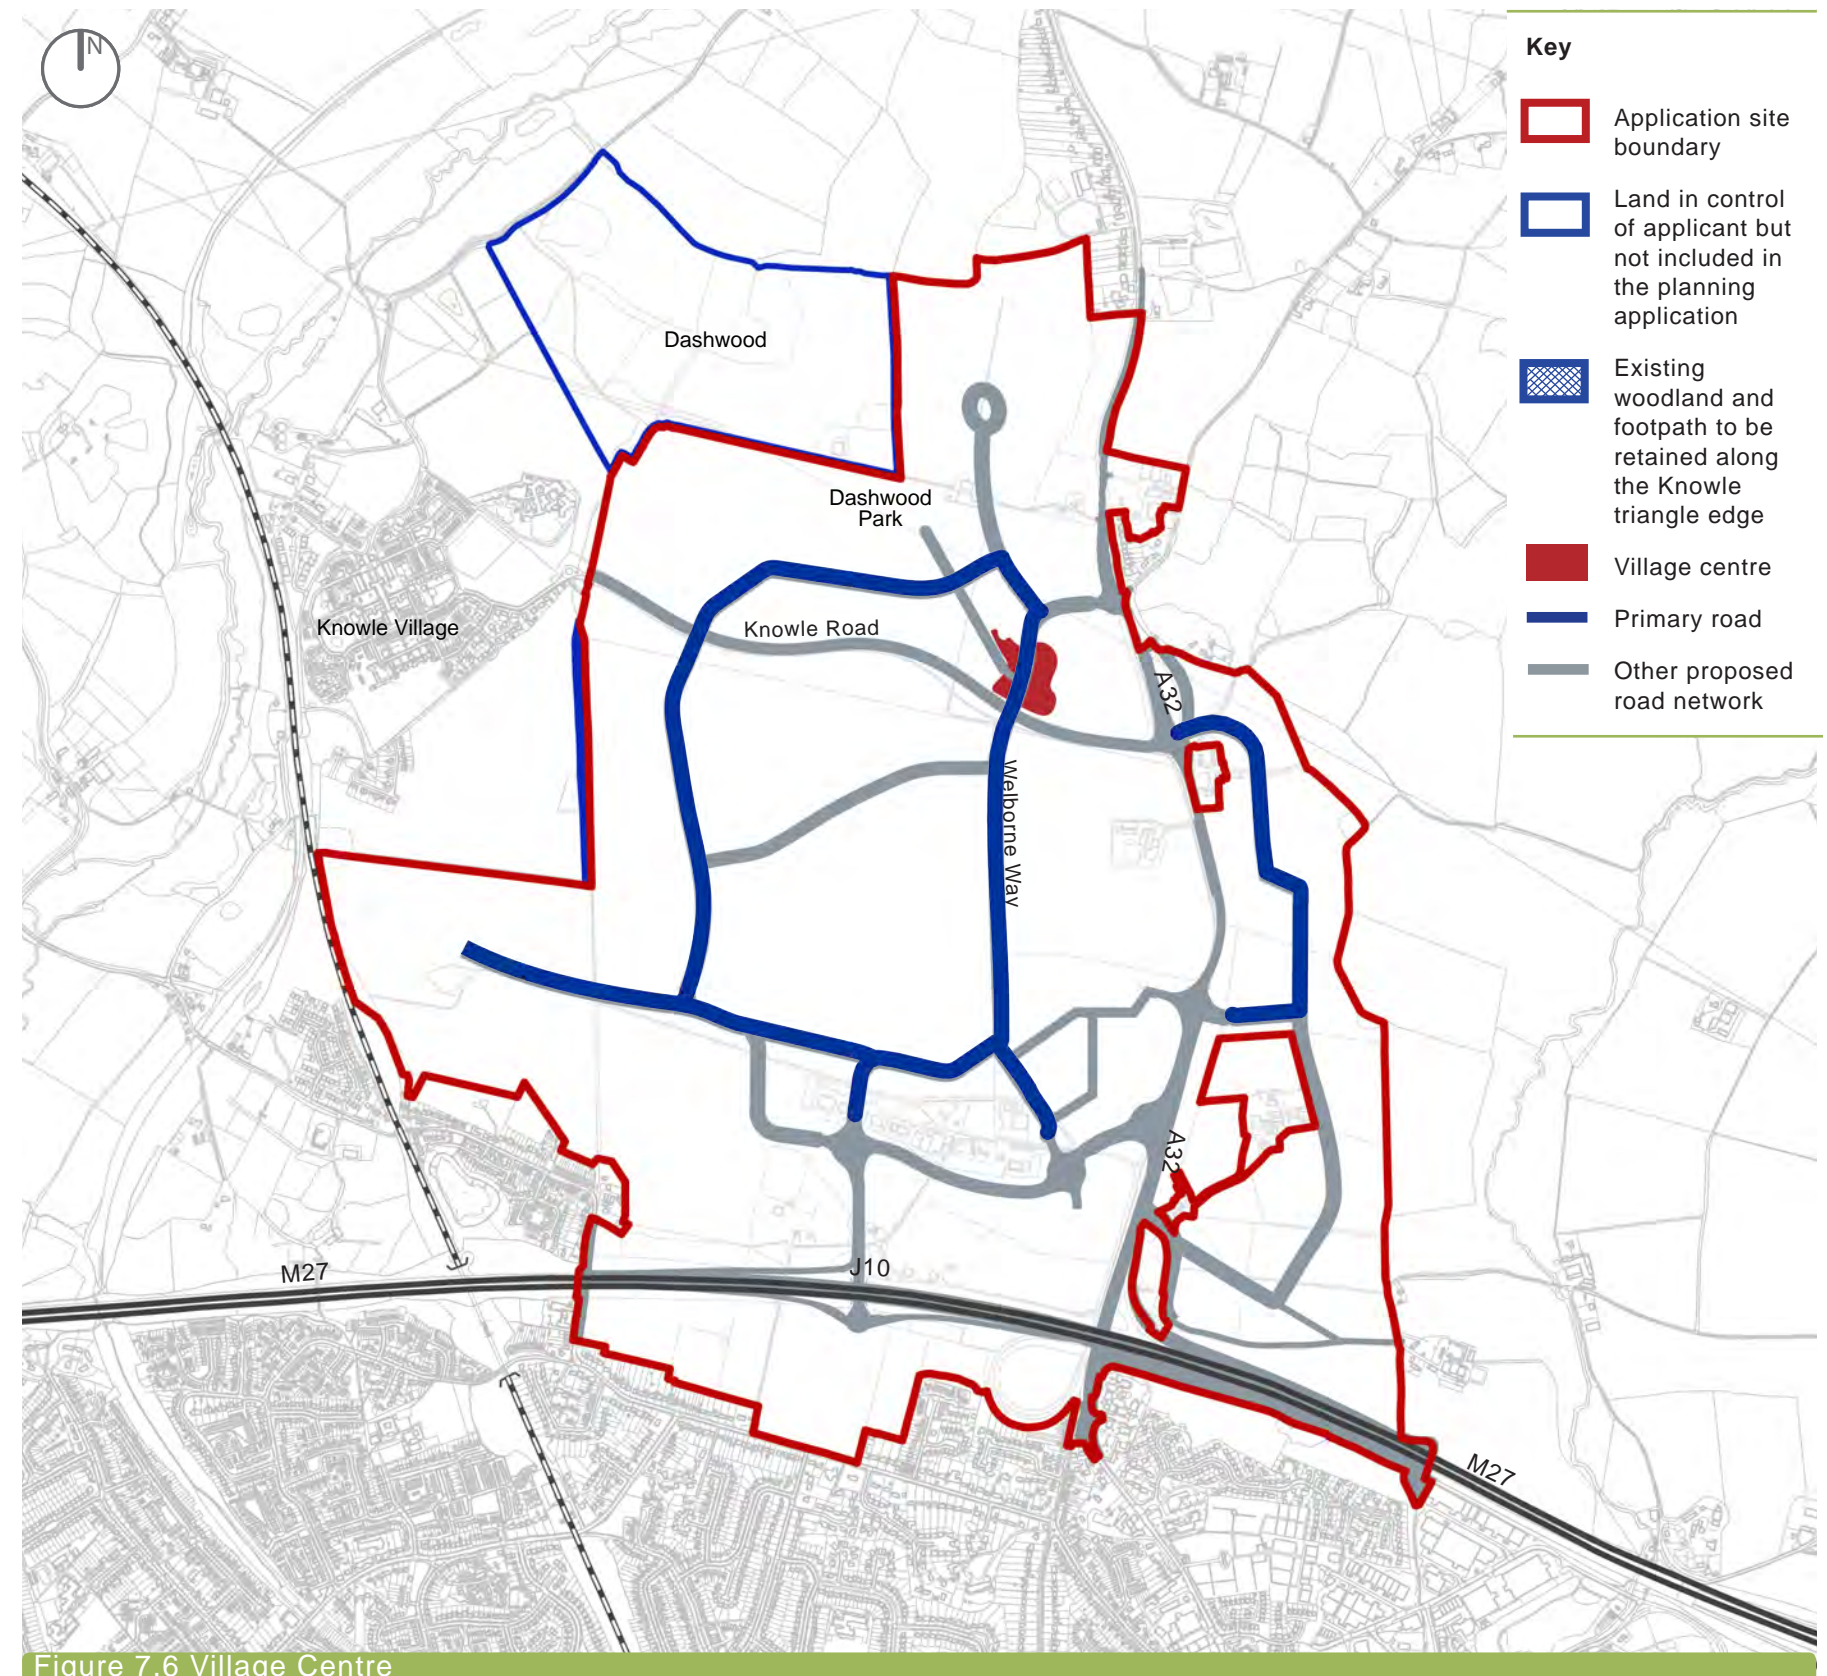 N
Key
Application site
boundary
Land in control
of applicant but
not included in
the planning
application
Existing
woodland and
footpath to be
retained along
the Knowle
triangle edge
Village centre
Primary road
Other proposed
road network
Dashwood
Dashwood
Park
Knowle Village
Knowle Road
A32
Welborne Way
A32
M27
J10
M27
Figure 7.6 Village Centre